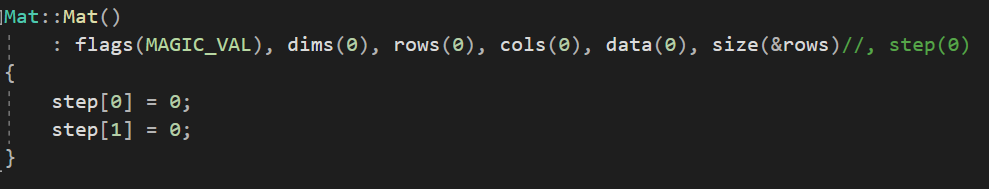 Mat::Mat()
: flags(MAGIC_VAL), dims(0), rows(0), cols(0), data(0), size(&rows)//, step(0)
{
step[0] = 0;
step[1] = 0;
}